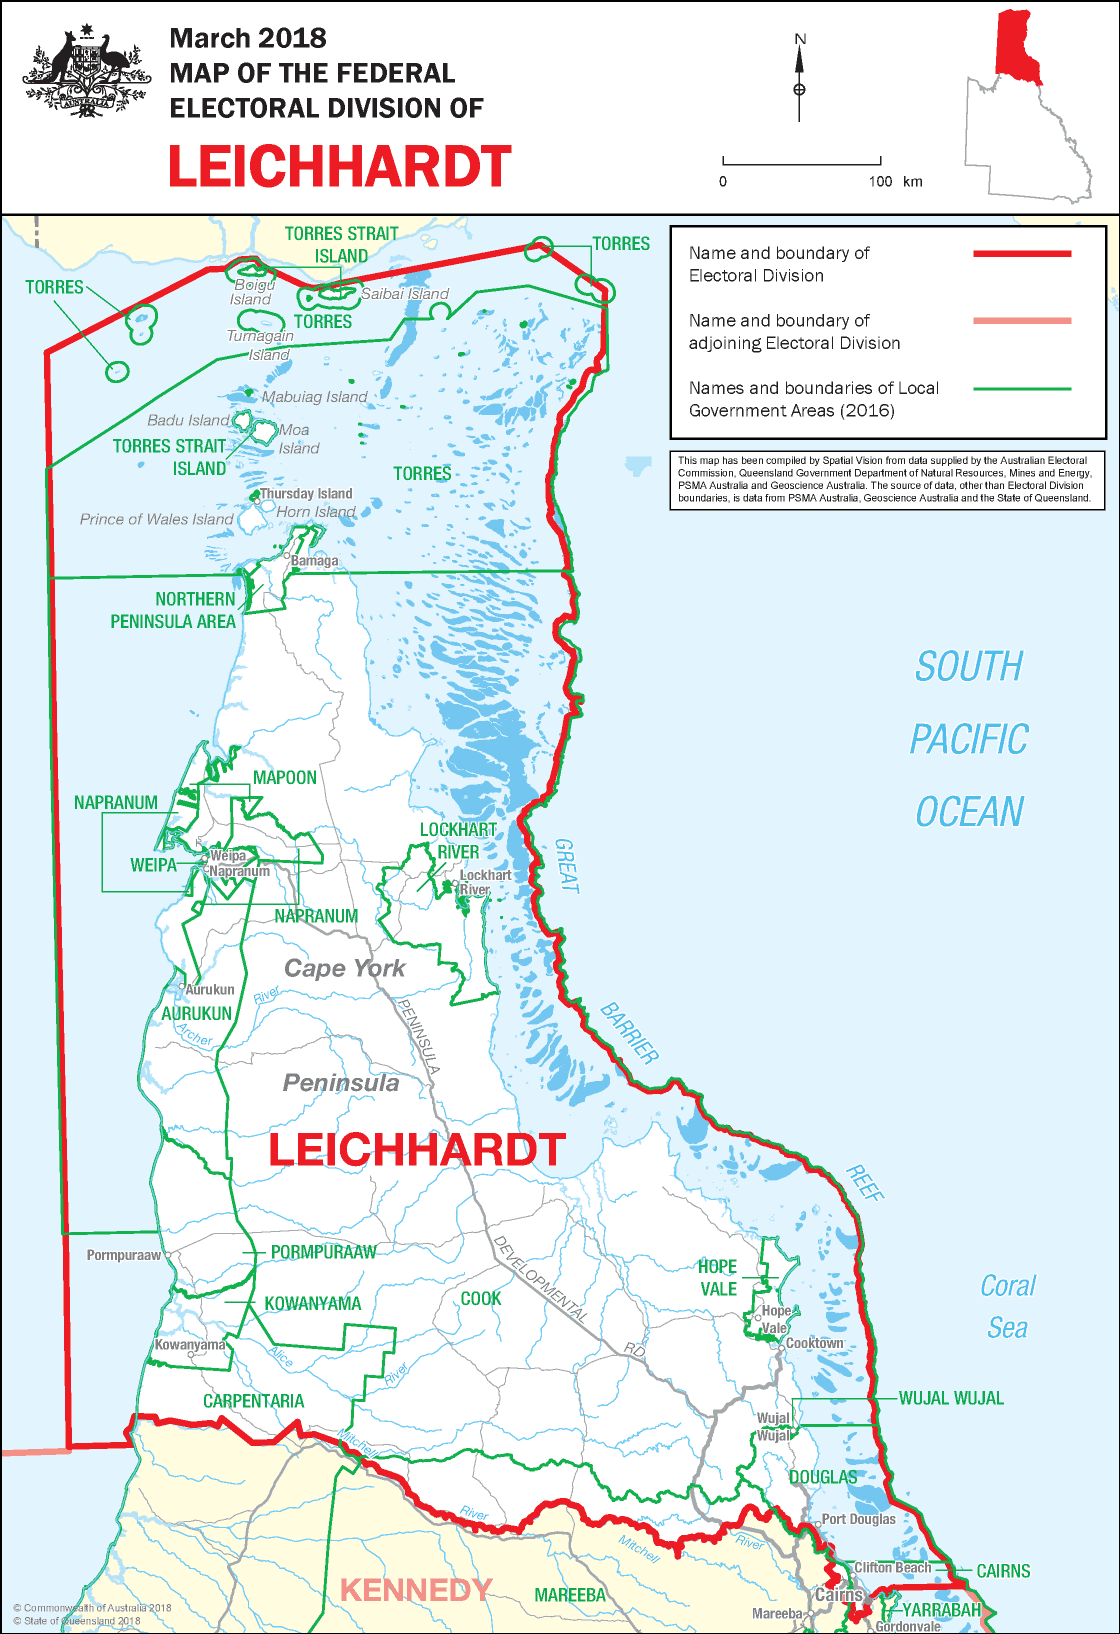 March 2018
MAP OF THE FEDERAL
ELECTORAL DIVISION OF
LEICHHARDT
AUSTRALIA
N
0 100 km
Name and boundary of
Electoral Division
Name and boundary of
adjoining Electoral Division
Names and boundaries of Local
Government Areas (2016)
This map has been compiled by Spatial Vision from data supplied by the Australian Electoral
Commission, Queensland Government Department of Natural Resources, Mines and Energy,
PSMA Australia and Geoscience Australia. The source of data, other than Electoral Division
boundaries, is data from PSMA Australia, Geoscience Australia and the State of Queensland.
TORRES STRAIT
ISLAND
TORRES
TORRES
Boigu
Island
Saibai Island
TORRES
Turnagain
Island
Mabuiag Island
Badu Island
Moa
Island
TORRES STRAIT
ISLAND
TORRES
Thursday Island
Horn Island
Prince of Wales Island
Bamaga
NORTHERN
PENINSULA AREA
SOUTH
PACIFIC
OCEAN
MAPOON
NAPRANUM
LOCKHART
RIVER
WEIPA
Weipa
Napranum
Lockhart
River
NAPRANUM
GREAT
Cape York
Aurukun
AURUKUN
River
Archer
PENINSULA
BARRIER
Peninsula
LEICHHARDT
REEF
Pormpuraaw
PORMPURAAW
DEVELOPMENTAL
HOPE
VALE
KOWANYAMA
COOK
Hope
Vale
Coral
Sea
Kowanyama
Alice
River
RD
Cooktown
CARPENTARIA
WUJAL WUJAL
Wujal
Wujal
Mitchell
DOUGLAS
River
Port Douglas
Mitchell
River
Clifton Beach
CAIRNS
KENNEDY
MAREEBA
Cairns
Mareeba
YARRABAH
Gordonvale
© Commonwealth of Australia 2018
© State of Queensland 2018